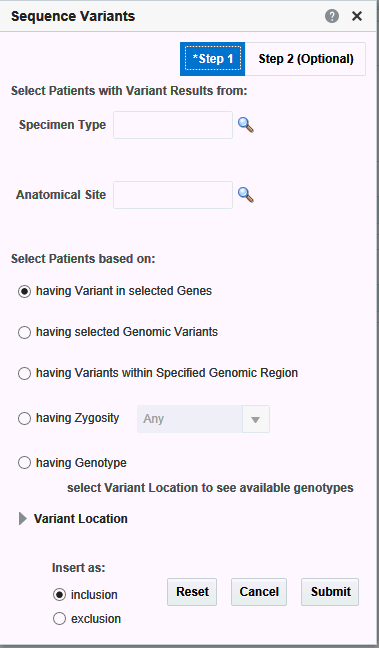 Sequence Variants
*Step 1 Step 2 (Optional)
Select Patients with Variant Results from:
Specimen Type
Anatomical Site
Select Patients based on:
having Variant in selected Genes
having selected Genomic Variants
having Variants within Specified Genomic Region
having Zygosity Any
having Genotype
select Variant Location to see available genotypes
Variant Location
Insert as:
inclusion Reset Cancel Submit
exclusion